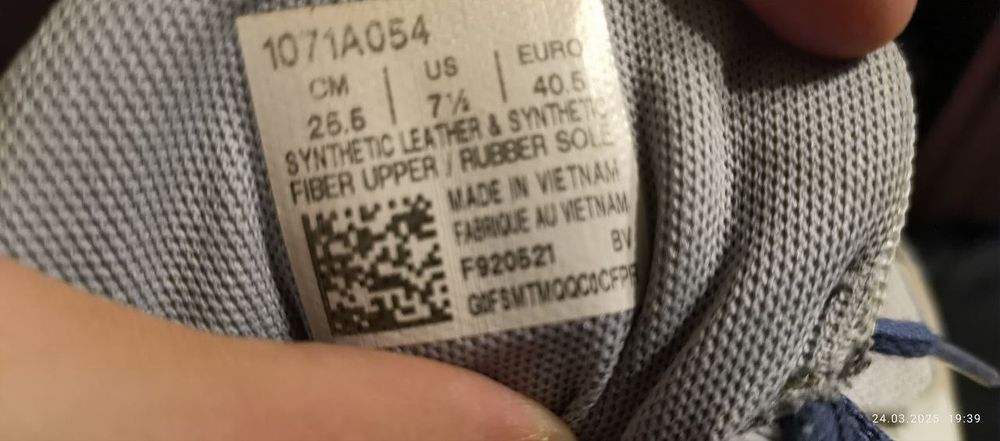 1071A054
CM | US | EURO
25.5 | 7½ | 40.5
SYNTHETIC LEATHER & SYNTHETIC
FIBER UPPER / RUBBER SOLE
MADE IN VIETNAM
FABRIQUE AU VIETNAM
F920521 BV
24.03.2025 19:39